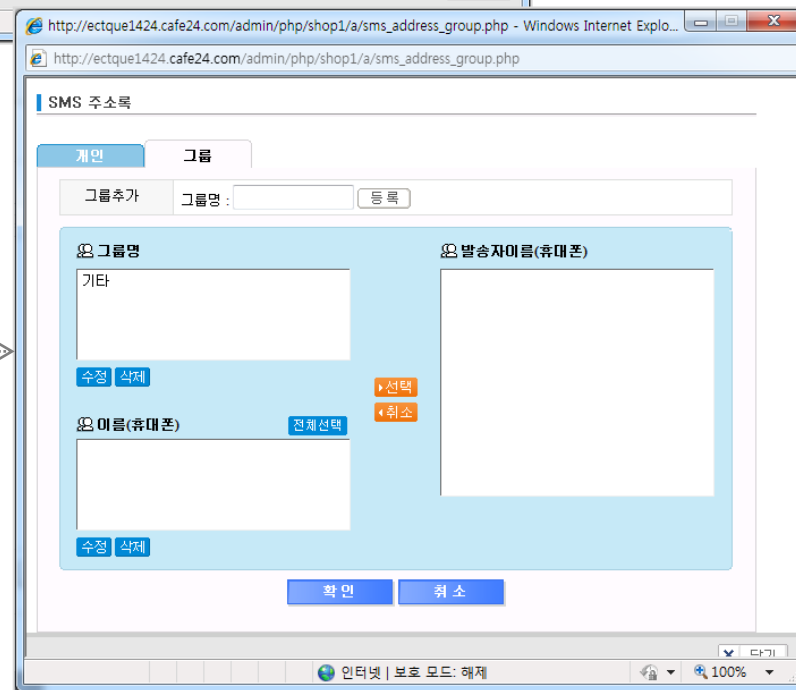 http://ectque1424.cafe24.com/admin/php/shop1/a/sms_address_group.php - Windows Internet Explo...
http://ectque1424.cafe24.com/admin/php/shop1/a/sms_address_group.php
SMS 주소록
개인 그룹
그룹추가 그룹명 : 등록
그룹명 발송자이름(휴대폰)
기타
수정 삭제
선택
취소
이름(휴대폰) 전체선택
수정 삭제
확인 취소
닫기
인터넷 | 보호 모드: 해제 100%